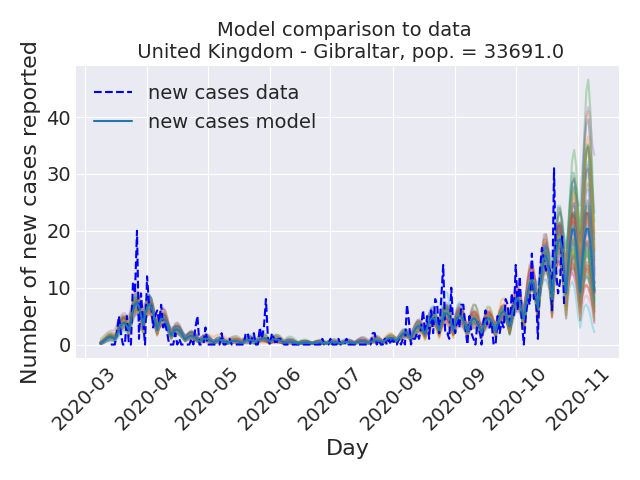 Model comparison to data
United Kingdom - Gibraltar, pop. = 33691.0
Number of new cases reported
new cases data
new cases model
40
30
20
10
0
2020-03
2020-04
2020-05
2020-06
2020-07
2020-08
2020-09
2020-10
2020-11
Day